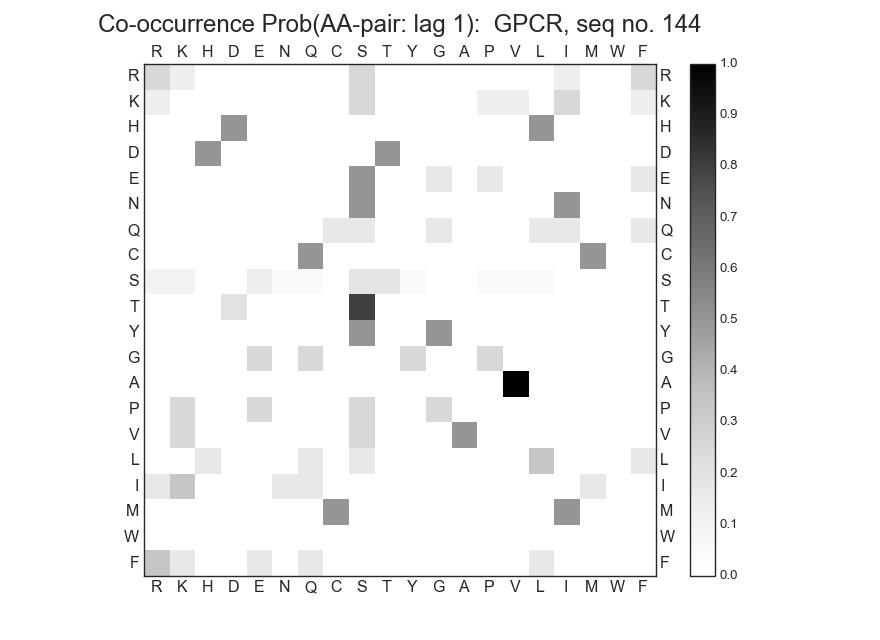 Co-occurrence Prob(AA-pair: lag 1):  GPCR, seq no. 144
R K H D E N Q C S T Y G A P V L I M W F
1.0
R R
K K
0.9
H H
D D
0.8
E E
0.7
N N
Q Q
0.6
C C
S S
0.5
T T
Y Y
0.4
G G
A A
0.3
P P
V V
0.2
L L
I I
0.1
M M
W W
F F
0.0
R K H D E N Q C S T Y G A P V L I M W F